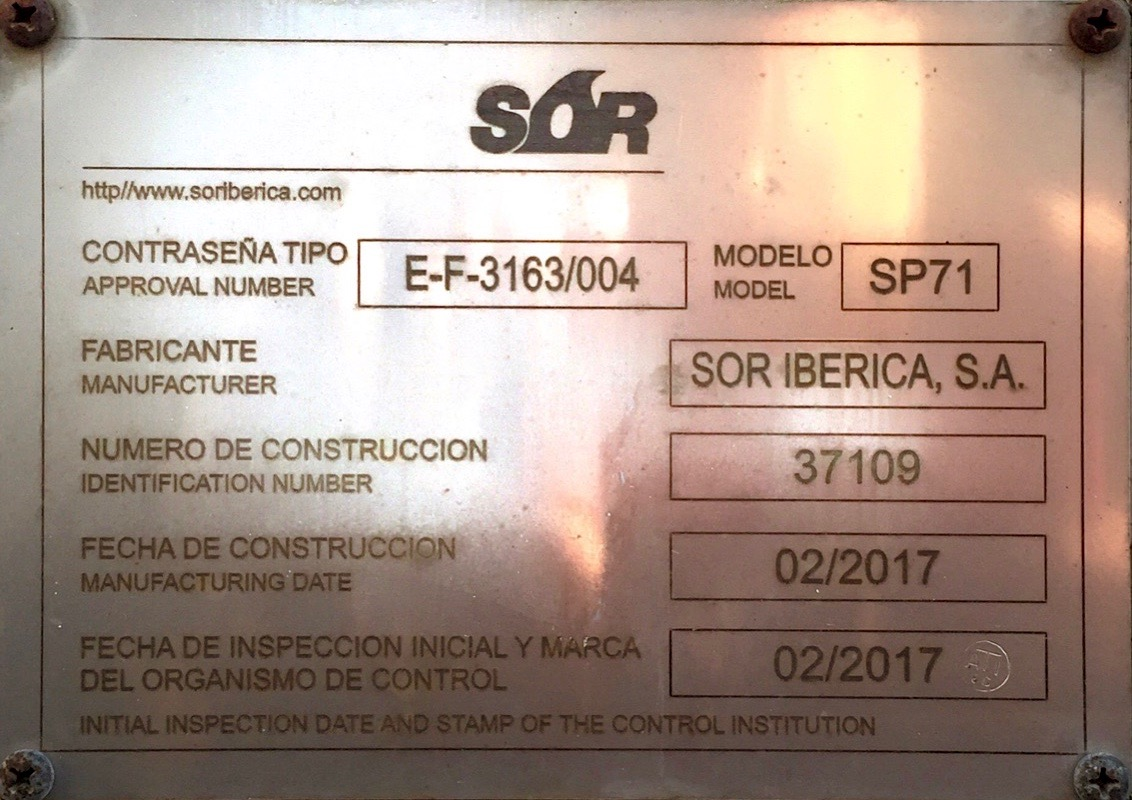 SOR
http//www.soriberica.com
CONTRASEÑA TIPO
APPROVAL NUMBER
E-F-3163/004
MODELO
MODEL
SP71
FABRICANTE
MANUFACTURER
SOR IBERICA, S.A.
NUMERO DE CONSTRUCCION
IDENTIFICATION NUMBER
37109
FECHA DE CONSTRUCCION
MANUFACTURING DATE
02/2017
FECHA DE INSPECCION INICIAL Y MARCA
DEL ORGANISMO DE CONTROL
02/2017
INITIAL INSPECTION DATE AND STAMP OF THE CONTROL INSTITUTION